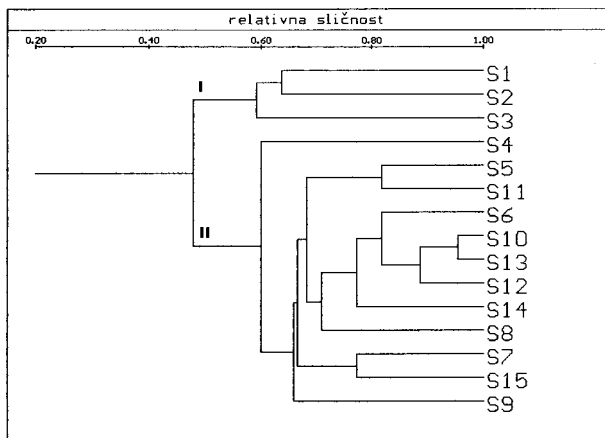 relativna sličnost
0.20 0.40 0.60 0.80 1.00
I
II
S1
S2
S3
S4
S5
S11
S6
S10
S13
S12
S14
S8
S7
S15
S9